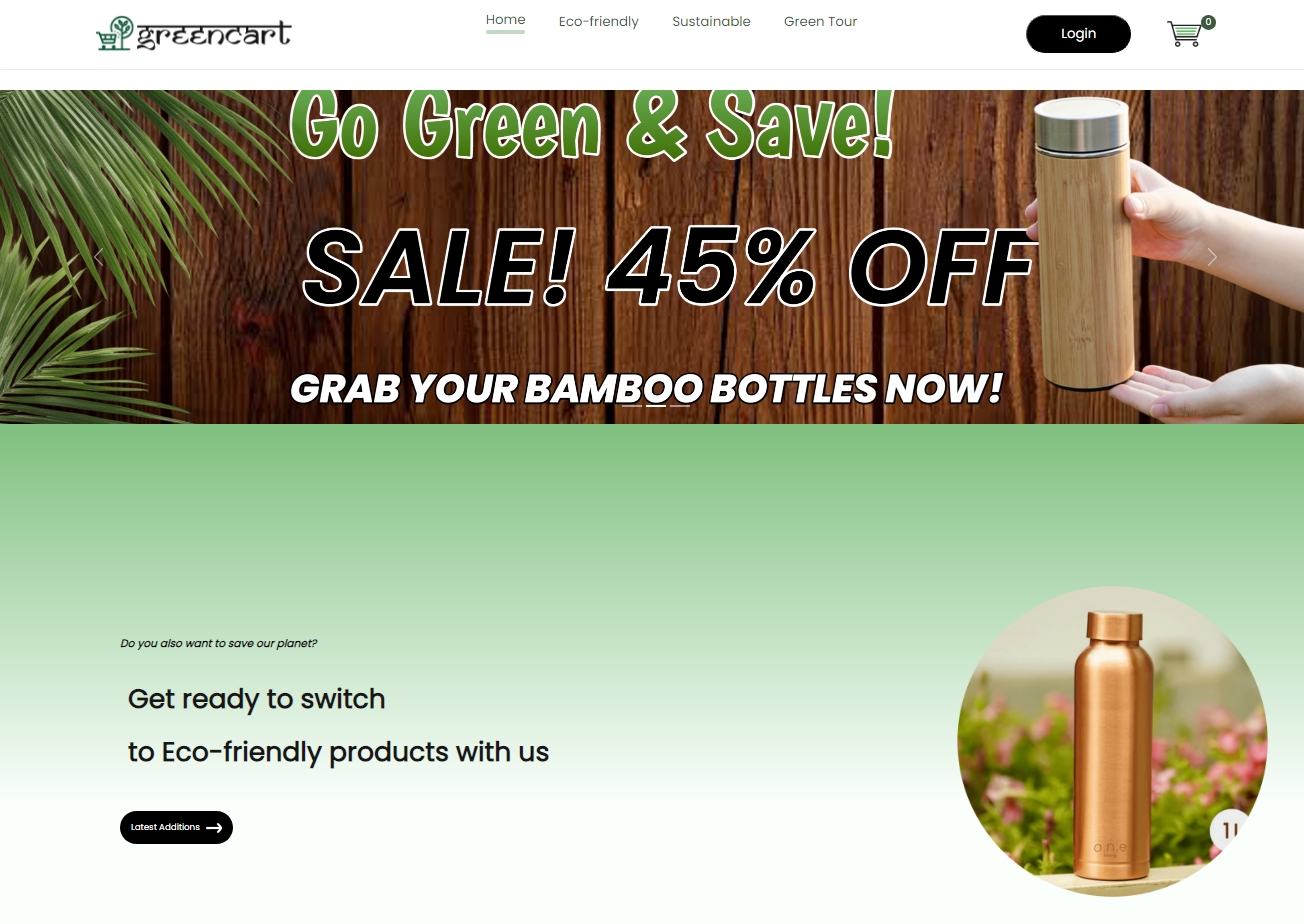 greencart
Home
Eco-friendly
Sustainable
Green Tour
Login
0
Go Green & Save!
SALE! 45% OFF
GRAB YOUR BAMBOO BOTTLES NOW!
Do you also want to save our planet?
Get ready to switch
to Eco-friendly products with us
Latest Additions
a.n.e